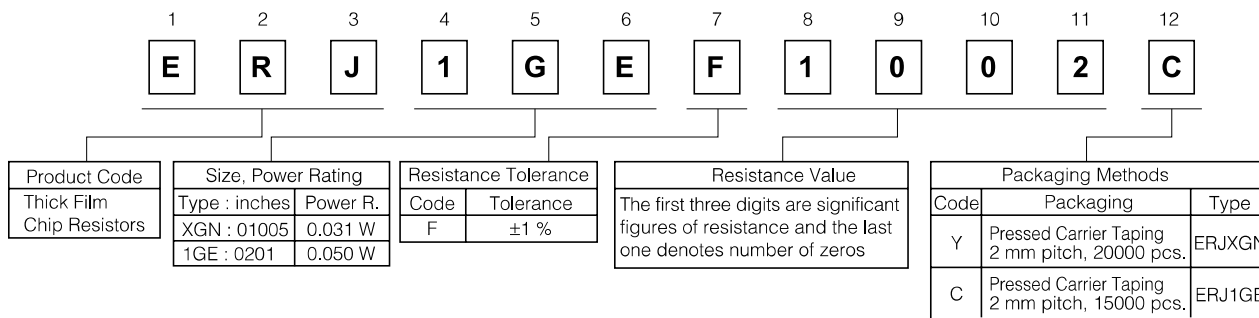 1 2 3 4 5 6 7 8 9 10 11 12
E R J 1 G E F 1 0 0 2 C
Product Code
Thick Film
Chip Resistors
Size, Power Rating
Type : inches Power R.
XGN : 01005 0.031 W
1GE : 0201 0.050 W
Resistance Tolerance
Code Tolerance
F ±1 %
Resistance Value
The first three digits are significant
figures of resistance and the last
one denotes number of zeros
Packaging Methods
Code Packaging Type
Y Pressed Carrier Taping ERJXGN
2 mm pitch, 20000 pcs.
C Pressed Carrier Taping ERJ1GE
2 mm pitch, 15000 pcs.